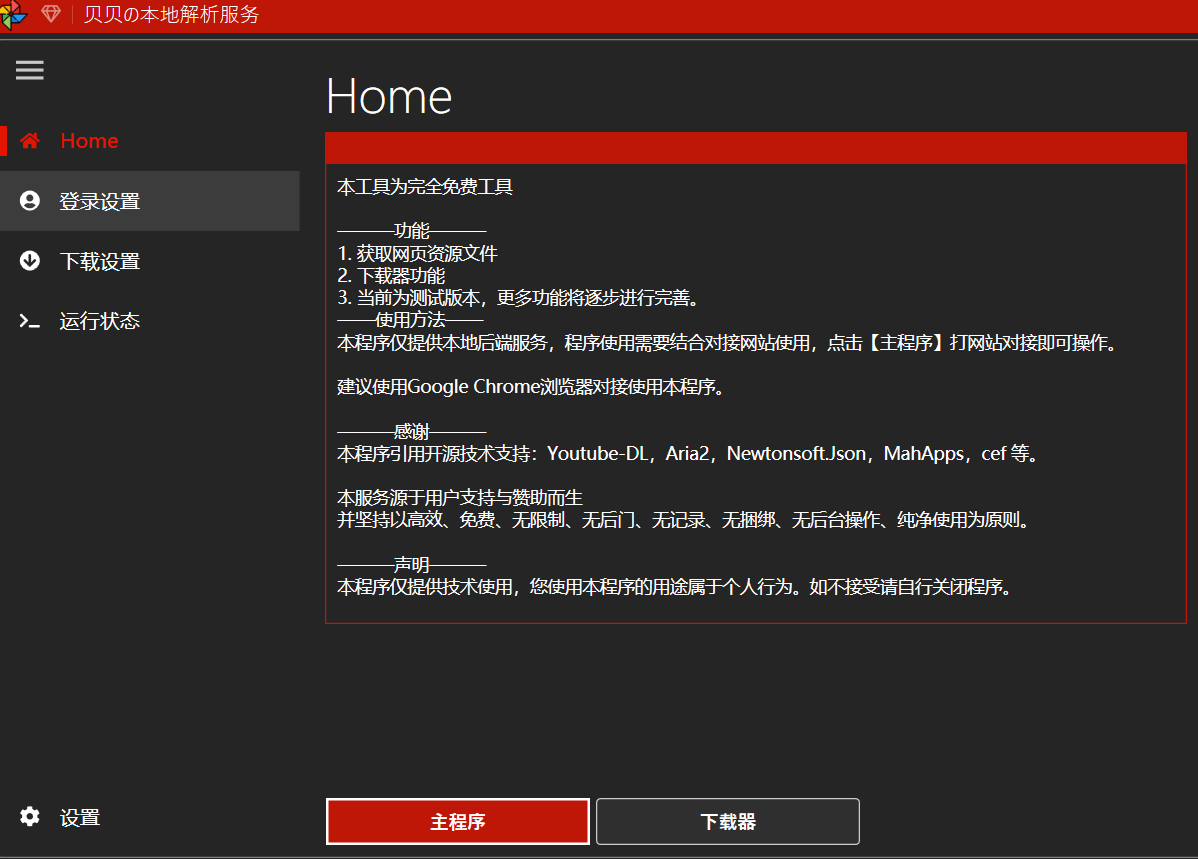 贝贝の本地解析服务
Home
Home
登录设置
下载设置
运行状态
本工具为完全免费工具
———功能———
1. 获取网页资源文件
2. 下载器功能
3. 当前为测试版本，更多功能将逐步进行完善。
——使用方法——
本程序仅提供本地后端服务，程序使用需要结合对接网站使用，点击【主程序】打网站对接即可操作。
建议使用Google Chrome浏览器对接使用本程序。
———感谢———
本程序引用开源技术支持：Youtube-DL，Aria2，Newtonsoft.Json，MahApps，cef 等。
本服务源于用户支持与赞助而生
并坚持以高效、免费、无限制、无后门、无记录、无捆绑、无后台操作、纯净使用为原则。
———声明———
本程序仅提供技术使用，您使用本程序的用途属于个人行为。如不接受请自行关闭程序。
设置
主程序
下载器